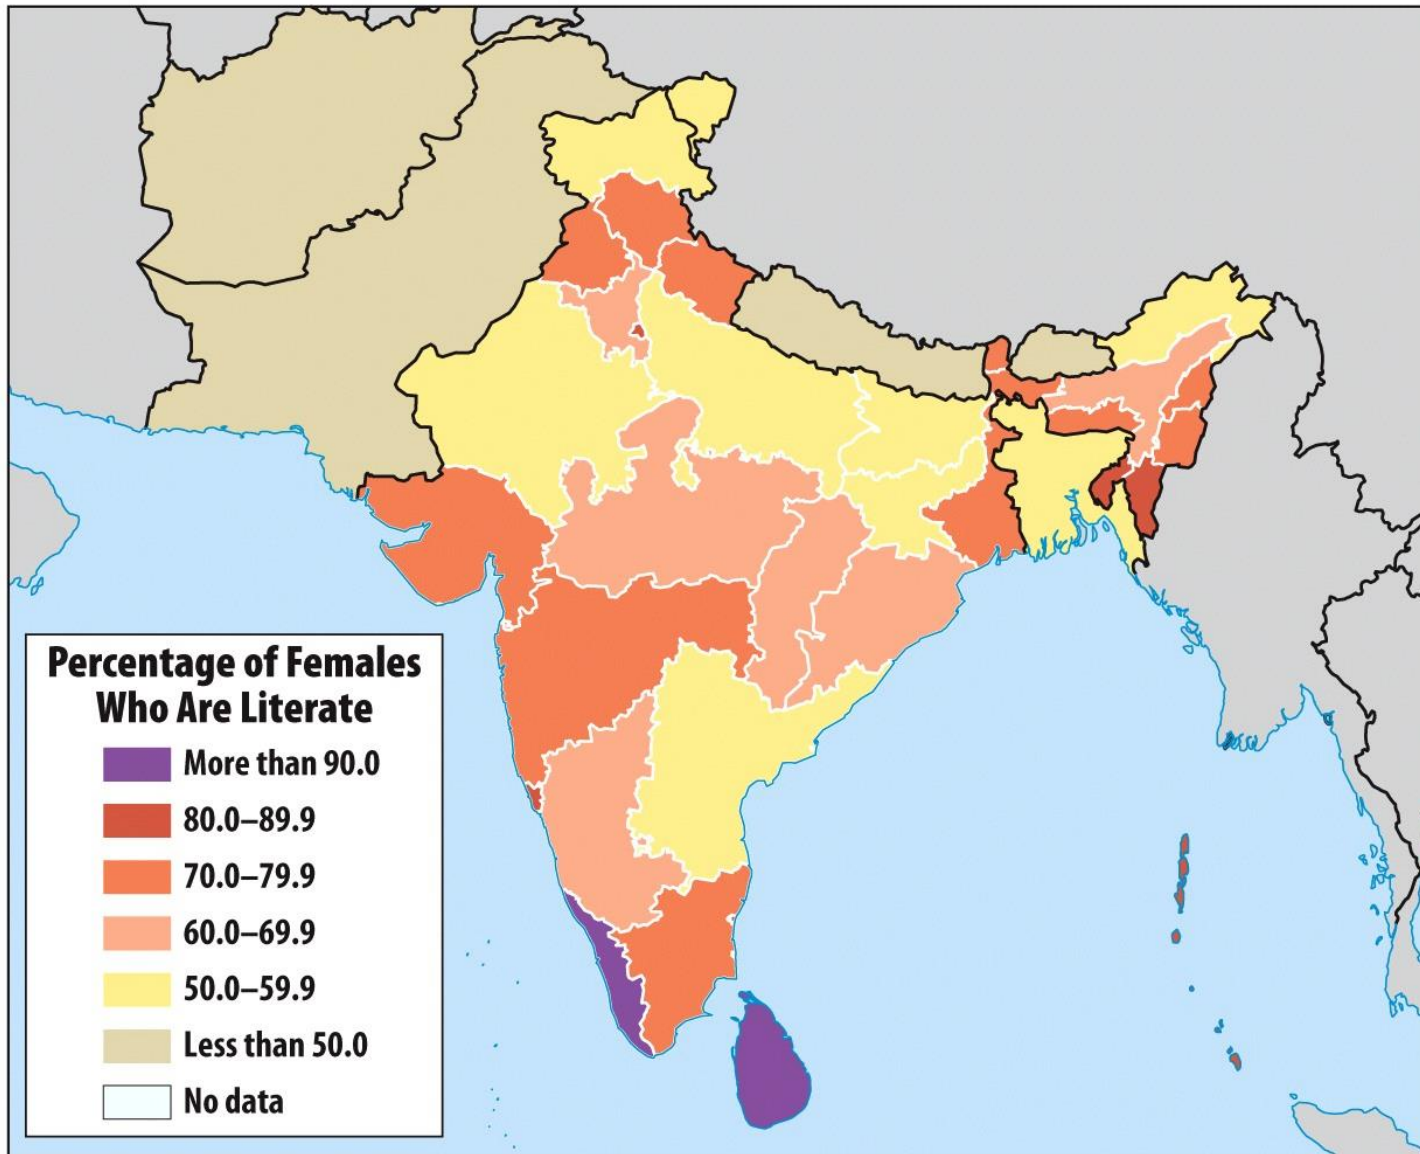 Percentage of Females
Who Are Literate
More than 90.0
80.0–89.9
70.0–79.9
60.0–69.9
50.0–59.9
Less than 50.0
No data